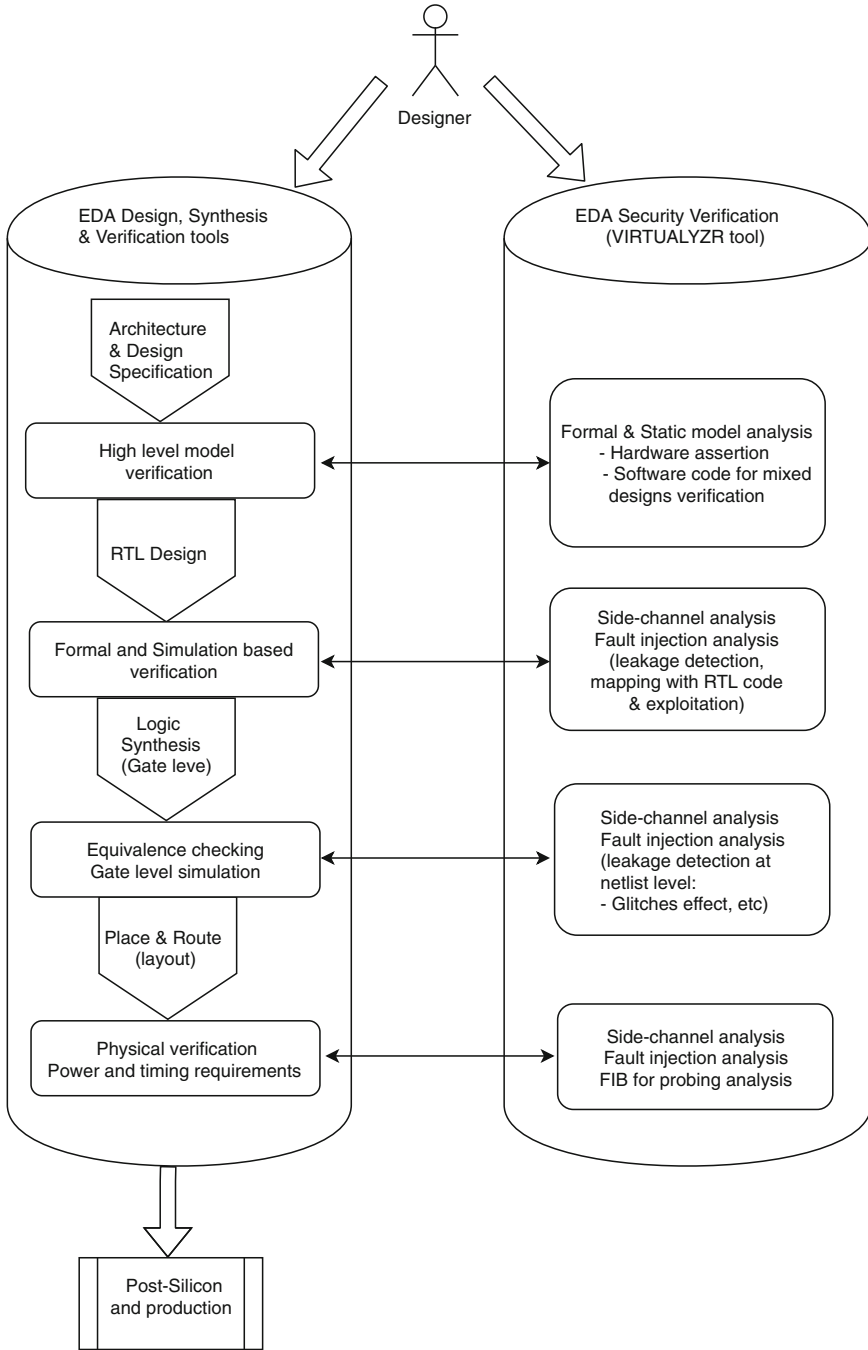 Designer
EDA Design, Synthesis
& Verification tools
EDA Security Verification
(VIRTUALYZR tool)
Architecture
& Design
Specification
High level model
verification
Formal & Static model analysis
- Hardware assertion
- Software code for mixed
designs verification
RTL Design
Formal and Simulation based
verification
Side-channel analysis
Fault injection analysis
(leakage detection,
mapping with RTL code
& exploitation)
Logic
Synthesis
(Gate leve)
Equivalence checking
Gate level simulation
Side-channel analysis
Fault injection analysis
(leakage detection at
netlist level:
- Glitches effect, etc)
Place & Route
(layout)
Physical verification
Power and timing requirements
Side-channel analysis
Fault injection analysis
FIB for probing analysis
Post-Silicon
and production